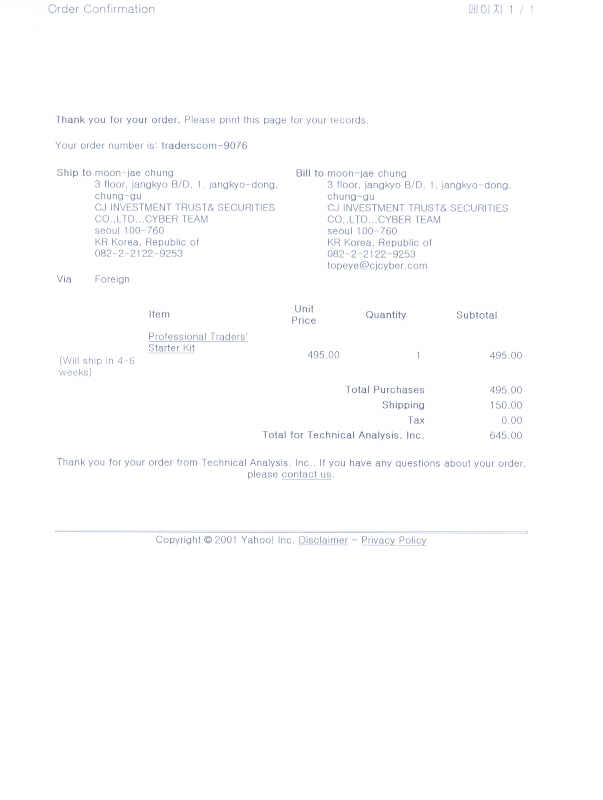 Order Confirmation 페이지 1 / 1
Thank you for your order. Please print this page for your records.
Your order number is: traderscom-9076
Ship to moon-jae chung
3 floor, jangkyo B/D, 1, jangkyo-dong,
chung-gu
CJ INVESTMENT TRUST& SECURITIES
CO.,LTD...CYBER TEAM
seoul 100-760
KR Korea, Republic of
082-2-2122-9253
Bill to moon-jae chung
3 floor, jangkyo B/D, 1, jangkyo-dong,
chung-gu
CJ INVESTMENT TRUST& SECURITIES
CO.,LTD...CYBER TEAM
seoul 100-760
KR Korea, Republic of
082-2-2122-9253
topeye@cjcyber.com
Via Foreign
Item Unit Price Quantity Subtotal
Professional Traders'
Starter Kit
(Will ship in 4-6
weeks)
495.00 1 495.00
Total Purchases 495.00
Shipping 150.00
Tax 0.00
Total for Technical Analysis, Inc. 645.00
Thank you for your order from Technical Analysis, Inc.. If you have any questions about your order,
please contact us.
Copyright © 2001 Yahoo! Inc. Disclaimer - Privacy Policy